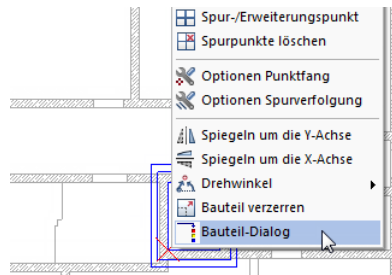 Spur-/Erweiterungspunkt
Spurpunkte löschen
Optionen Punktfang
Optionen Spurverfolgung
Spiegeln um die Y-Achse
Spiegeln um die X-Achse
Drehwinkel
Bauteil verzerren
Bauteil-Dialog